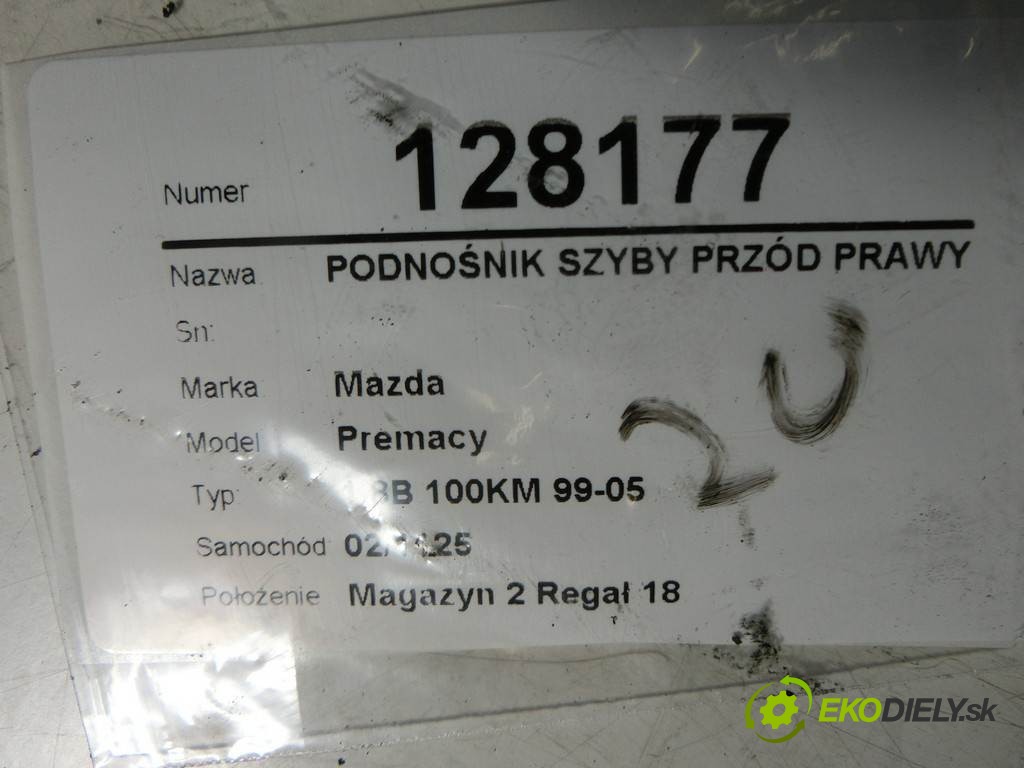 Numer 128177
Nazwa PODNOŚNIK SZYBY PRZÓD PRAWY
Sn:
Marka Mazda
Model Premacy
Typ: 100KM 99-05
Samochód
Położenie Magazyn 2 Regał 18
EKODIELY.sk